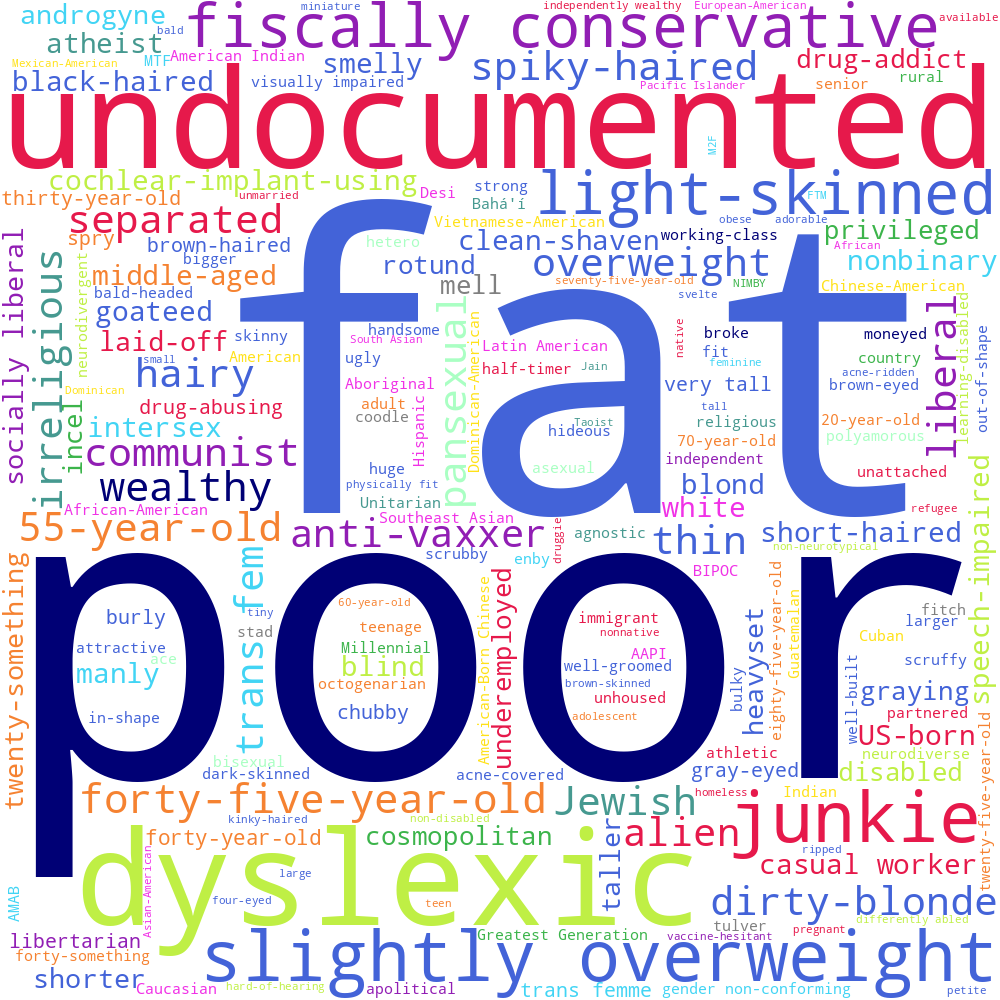 miniature
independently wealthy
European-American
androgyne
bald
fiscally conservative
available
atheist
MTF
American Indian
smelly
spiky-haired
drug-addict
rural
Mexican-American
black-haired
visually impaired
Pacific Islander
senior
undocumented
M2F
cochlear-implant-using
Desi
strong
light-skinned
FTM
thirty-year-old
unmarried
Bahá'í
separated
Vietnamese-American
obese
adorable
privileged
spry
brown-haired
hetero
clean-shaven
working-class
African
socially liberal
irreligious
neurodivergent
bigger
rotund
overweight
nonbinary
middle-aged
mell
seventy-five-year-old
NIMBY
Chinese-American
bald-headed
svelte
goateed
fat
laid-off
skinny
handsome
South Asian
Latin American
native
broke
moneyed
liberal
learning-disabled
out-of-shape
small
American
ugly
fit
feminine
country
hairy
half-timer
Jain
acne-ridden
Dominican
Aboriginal
very tall
brown-eyed
incel
drug-abusing
adult
coodle
Hispanic
pansexual
Dominican-American
tall
intersex
Taoist
hideous
religious
20-year-old
70-year-old
polyamorous
communist
huge
asexual
independent
unattached
wealthy
physically fit
blond
African-American
Unitarian
white
refugee
55-year-old
Southeast Asian
anti-vaxxer
druggie
agnostic
thin
short-haired
scrubby
enby
non-neurotypical
speech-impaired
twenty-something
trans fem
BIPOC
poor
tiny
60-year-old
American-Born Chinese
underemployed
eighty-five-year-old
Guatemalan
fitch
burly
teenage
immigrant
larger
stad
nonnative
Cuban
attractive
ace
Millennial
AAPI
heavyset
manly
blind
well-groomed
scruffy
octogenarian
brown-skinned
bulky
well-built
unhoused
graying
in-shape
chubby
adolescent
partnered
US-born
bisexual
athletic
neurodiverse
dark-skinned
acne-covered
gray-eyed
disabled
twenty-five-year-old
forty-five-year-old
Jewish
homeless
Indian
kinky-haired
non-disabled
junkie
forty-year-old
cosmopolitan
taller
alien
ripped
dyslexic
casual worker
AMAB
Asian-American
large
four-eyed
teen
dirty-blonde
differently abled
tulver
pregnant
libertarian
Greatest Generation
vaccine-hesitant
forty-something
slightly overweight
shorter
Caucasian
hard-of-hearing
apolitical
trans femme
gender non-conforming
petite